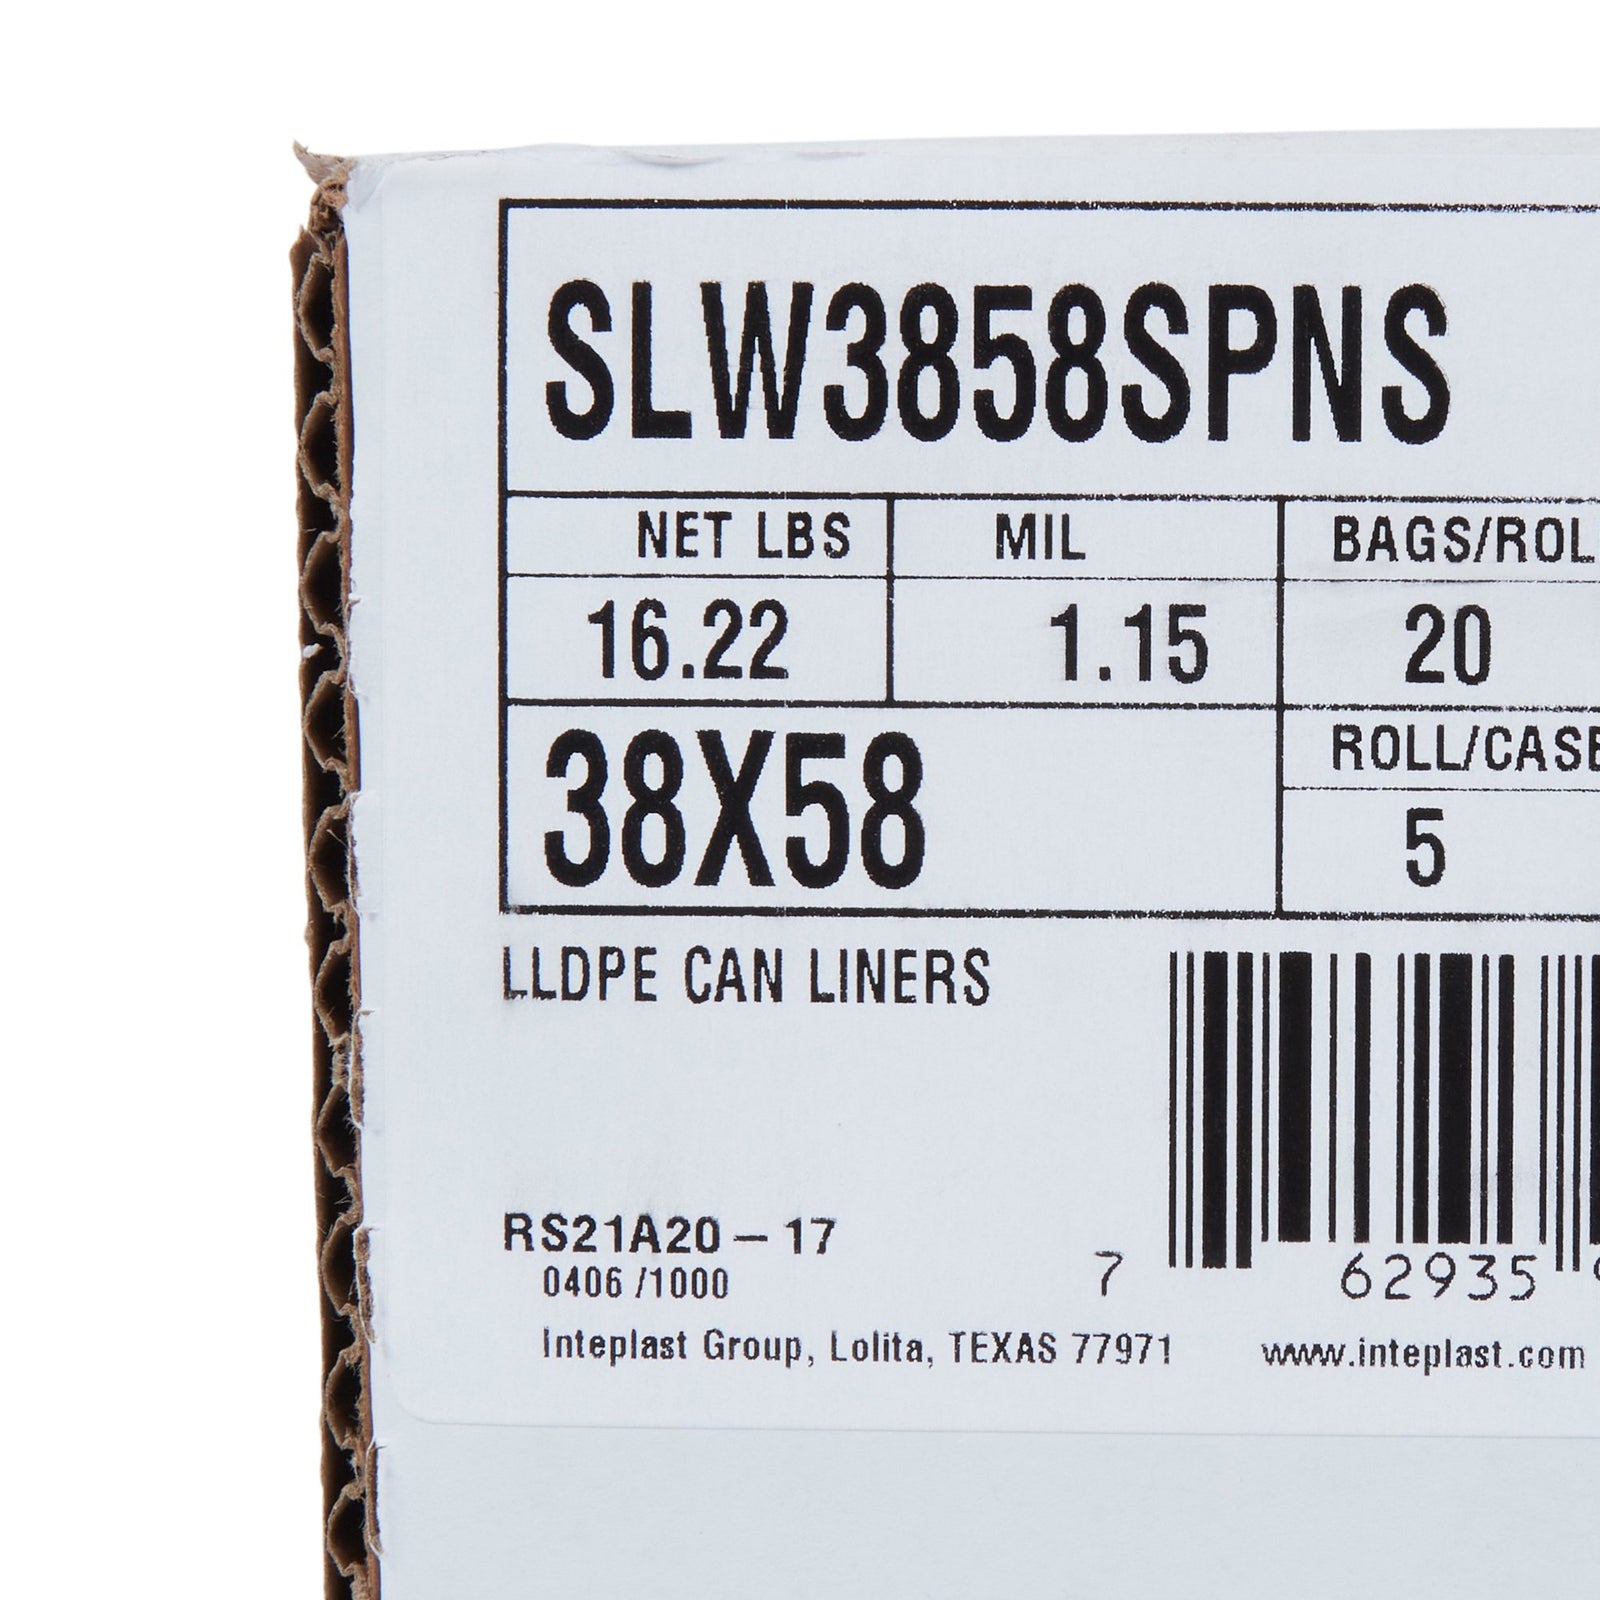 SLW3858SPNS
NET LBS MIL BAGS/ROL
16.22 1.15 20
38X58 ROLL/CASE
5
LLDPE CAN LINERS
RS21A20 – 17
0406 /1000
7 62935
Inteplast Group, Lolita, TEXAS 77971 www.inteplast.com